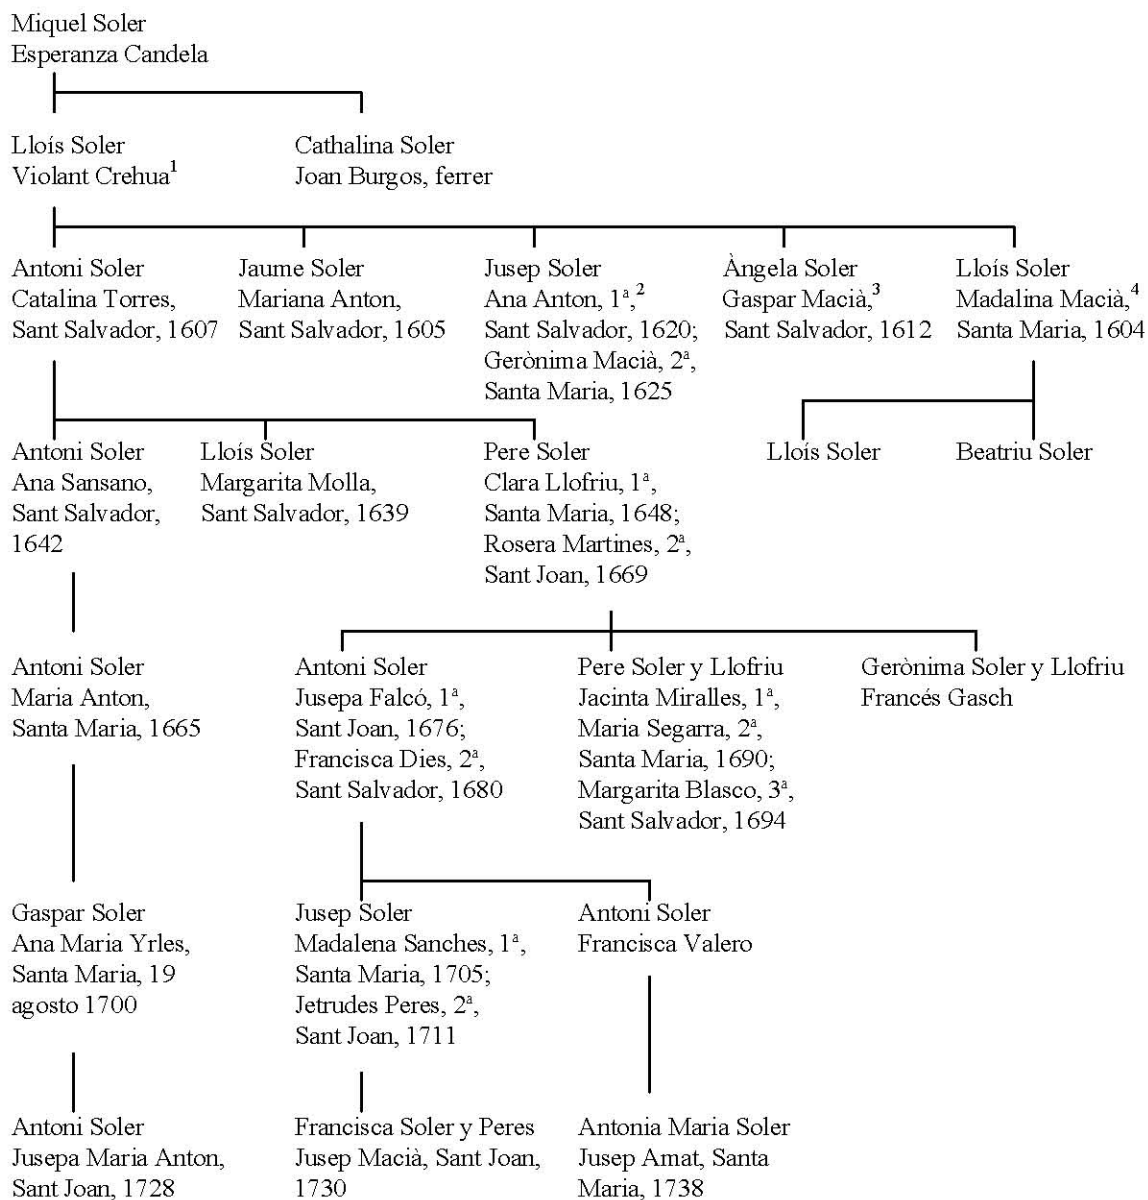 Miquel Soler
Esperanza Candela
Lloís Soler
Violant Crehua¹
Cathalina Soler
Joan Burgos, ferrer
Antoni Soler
Catalina Torres,
Sant Salvador, 1607
Jaume Soler
Mariana Anton,
Sant Salvador, 1605
Jusep Soler
Ana Anton, 1ª,²
Sant Salvador, 1620;
Gerònima Macià, 2ª,
Santa Maria, 1625
Àngela Soler
Gaspar Macià,³
Sant Salvador, 1612
Lloís Soler
Madalina Macià,⁴
Santa Maria, 1604
Antoni Soler
Ana Sansano,
Sant Salvador,
1642
Lloís Soler
Margarita Molla,
Sant Salvador, 1639
Pere Soler
Clara Llofriu, 1ª,
Santa Maria, 1648;
Rosera Martines, 2ª,
Sant Joan, 1669
Lloís Soler
Beatriu Soler
Antoni Soler
Maria Anton,
Santa Maria, 1665
Antoni Soler
Jusepa Falcó, 1ª,
Sant Joan, 1676;
Francisca Dies, 2ª,
Sant Salvador, 1680
Pere Soler y Llofriu
Jacinta Miralles, 1ª,
Maria Segarra, 2ª,
Santa Maria, 1690;
Margarita Blasco, 3ª,
Sant Salvador, 1694
Gerònima Soler y Llofriu
Francés Gasch
Gaspar Soler
Ana Maria Yrles,
Santa Maria, 19
agosto 1700
Jusep Soler
Madalena Sanches, 1ª,
Santa Maria, 1705;
Jetrudes Peres, 2ª,
Sant Joan, 1711
Antoni Soler
Francisca Valero
Antoni Soler
Jusepa Maria Anton,
Sant Joan, 1728
Francisca Soler y Peres
Jusep Macià, Sant Joan,
1730
Antonia Maria Soler
Jusep Amat, Santa
Maria, 1738